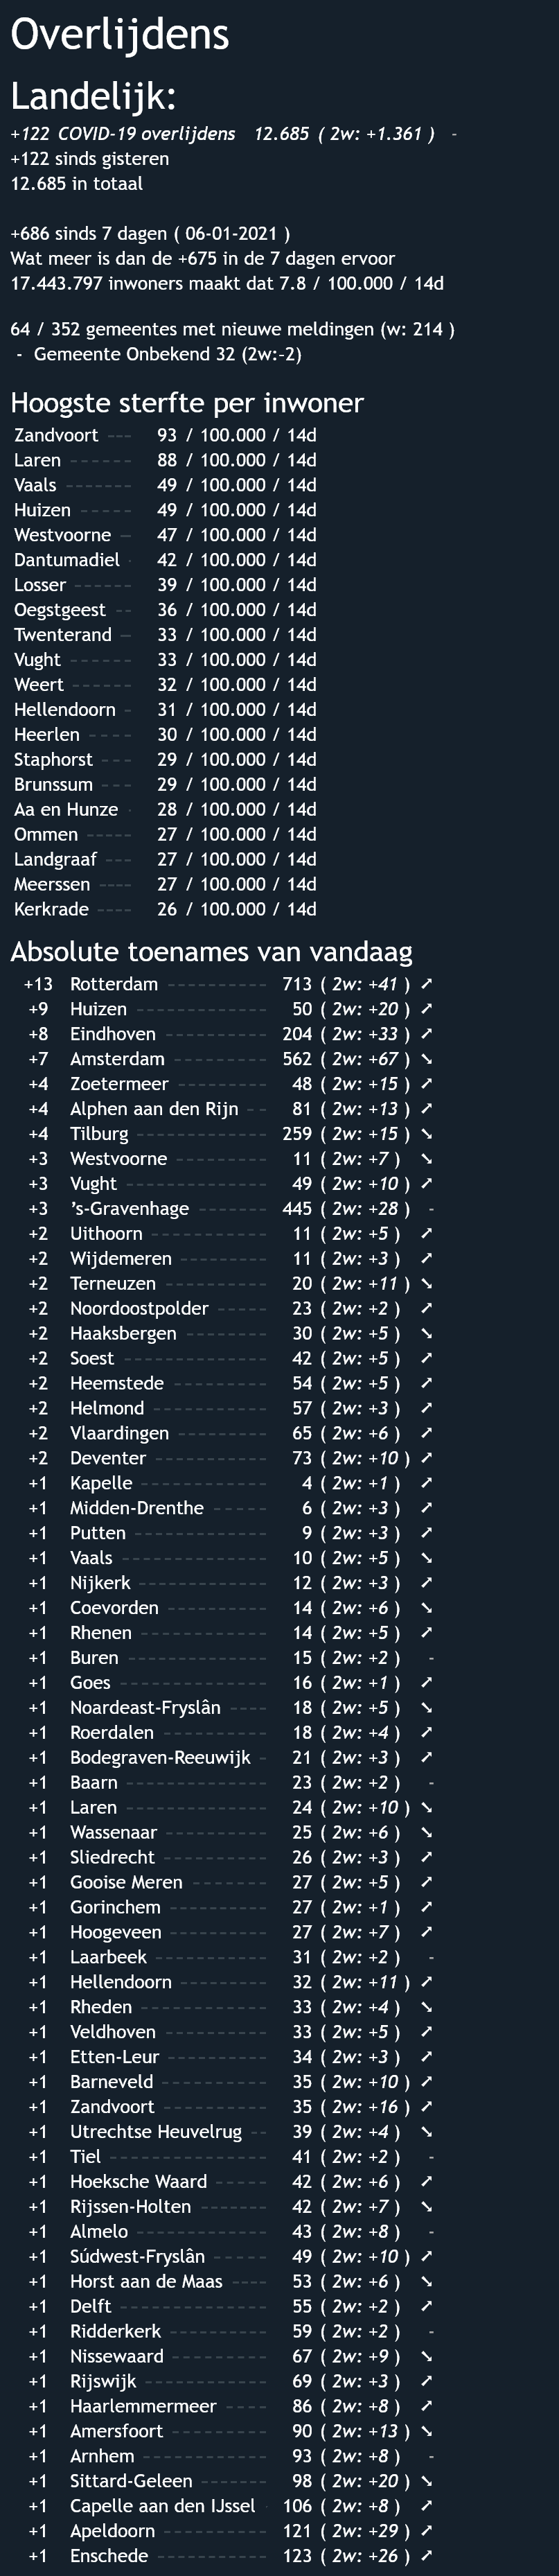 Overlijdens
Landelijk:
+122 COVID-19 overlijdens 12.685 ( 2w: +1.361 ) -
+122 sinds gisteren
12.685 in totaal
+686 sinds 7 dagen ( 06-01-2021 )
Wat meer is dan de +675 in de 7 dagen ervoor
17.443.797 inwoners maakt dat 7.8 / 100.000 / 14d
64 / 352 gemeentes met nieuwe meldingen (w: 214 )
- Gemeente Onbekend 32 (2w:-2)
Hoogste sterfte per inwoner
Zandvoort --- 93 / 100.000 / 14d
Laren ------ 88 / 100.000 / 14d
Vaals ------- 49 / 100.000 / 14d
Huizen ----- 49 / 100.000 / 14d
Westvoorne - 47 / 100.000 / 14d
Dantumadiel - 42 / 100.000 / 14d
Losser ------ 39 / 100.000 / 14d
Oegstgeest -- 36 / 100.000 / 14d
Twenterand - 33 / 100.000 / 14d
Vught ------ 33 / 100.000 / 14d
Weert ------ 32 / 100.000 / 14d
Hellendoorn - 31 / 100.000 / 14d
Heerlen ---- 30 / 100.000 / 14d
Staphorst --- 29 / 100.000 / 14d
Brunssum --- 29 / 100.000 / 14d
Aa en Hunze - 28 / 100.000 / 14d
Ommen ----- 27 / 100.000 / 14d
Landgraaf --- 27 / 100.000 / 14d
Meerssen ---- 27 / 100.000 / 14d
Kerkrade ---- 26 / 100.000 / 14d
Absolute toenames van vandaag
+13 Rotterdam ---------- 713 ( 2w: +41 ) ➚
+9 Huizen ------------- 50 ( 2w: +20 ) ➚
+8 Eindhoven ---------- 204 ( 2w: +33 ) ➚
+7 Amsterdam --------- 562 ( 2w: +67 ) ➘
+4 Zoetermeer --------- 48 ( 2w: +15 ) ➚
+4 Alphen aan den Rijn -- 81 ( 2w: +13 ) ➚
+4 Tilburg ------------- 259 ( 2w: +15 ) ➘
+3 Westvoorne --------- 11 ( 2w: +7 ) ➘
+3 Vught -------------- 49 ( 2w: +10 ) ➚
+3 ’s-Gravenhage ------- 445 ( 2w: +28 ) -
+2 Uithoorn ----------- 11 ( 2w: +5 ) ➚
+2 Wijdemeren --------- 11 ( 2w: +3 ) ➚
+2 Terneuzen ---------- 20 ( 2w: +11 ) ➘
+2 Noordoostpolder ----- 23 ( 2w: +2 ) ➚
+2 Haaksbergen -------- 30 ( 2w: +5 ) ➘
+2 Soest -------------- 42 ( 2w: +5 ) ➚
+2 Heemstede --------- 54 ( 2w: +5 ) ➚
+2 Helmond ----------- 57 ( 2w: +3 ) ➚
+2 Vlaardingen --------- 65 ( 2w: +6 ) ➚
+2 Deventer ----------- 73 ( 2w: +10 ) ➚
+1 Kapelle ------------ 4 ( 2w: +1 ) ➚
+1 Midden-Drenthe ----- 6 ( 2w: +3 ) ➚
+1 Putten ------------- 9 ( 2w: +3 ) ➚
+1 Vaals -------------- 10 ( 2w: +5 ) ➘
+1 Nijkerk ------------ 12 ( 2w: +3 ) ➚
+1 Coevorden ---------- 14 ( 2w: +6 ) ➘
+1 Rhenen ------------ 14 ( 2w: +5 ) ➚
+1 Buren ------------- 15 ( 2w: +2 ) -
+1 Goes -------------- 16 ( 2w: +1 ) ➚
+1 Noardeast-Fryslân ---- 18 ( 2w: +5 ) ➘
+1 Roerdalen ---------- 18 ( 2w: +4 ) ➚
+1 Bodegraven-Reeuwijk - 21 ( 2w: +3 ) ➚
+1 Baarn ------------- 23 ( 2w: +2 ) -
+1 Laren ------------- 24 ( 2w: +10 ) ➘
+1 Wassenaar ---------- 25 ( 2w: +6 ) ➘
+1 Sliedrecht ---------- 26 ( 2w: +3 ) ➚
+1 Gooise Meren ------- 27 ( 2w: +5 ) ➚
+1 Gorinchem ---------- 27 ( 2w: +1 ) ➚
+1 Hoogeveen --------- 27 ( 2w: +7 ) ➚
+1 Laarbeek ----------- 31 ( 2w: +2 ) -
+1 Hellendoorn -------- 32 ( 2w: +11 ) ➚
+1 Rheden ------------ 33 ( 2w: +4 ) ➘
+1 Veldhoven ---------- 33 ( 2w: +5 ) ➚
+1 Etten-Leur ---------- 34 ( 2w: +3 ) ➚
+1 Barneveld ---------- 35 ( 2w: +10 ) ➚
+1 Zandvoort ---------- 35 ( 2w: +16 ) ➚
+1 Utrechtse Heuvelrug -- 39 ( 2w: +4 ) ➘
+1 Tiel --------------- 41 ( 2w: +2 ) -
+1 Hoeksche Waard ----- 42 ( 2w: +6 ) ➚
+1 Rijssen-Holten ------- 42 ( 2w: +7 ) ➘
+1 Almelo ------------ 43 ( 2w: +8 ) -
+1 Súdwest-Fryslân ----- 49 ( 2w: +10 ) ➚
+1 Horst aan de Maas ---- 53 ( 2w: +6 ) ➘
+1 Delft -------------- 55 ( 2w: +2 ) ➚
+1 Ridderkerk ---------- 59 ( 2w: +2 ) -
+1 Nissewaard ---------- 67 ( 2w: +9 ) ➘
+1 Rijswijk ------------ 69 ( 2w: +3 ) ➚
+1 Haarlemmermeer ---- 86 ( 2w: +8 ) ➚
+1 Amersfoort ---------- 90 ( 2w: +13 ) ➘
+1 Arnhem ------------ 93 ( 2w: +8 ) -
+1 Sittard-Geleen ------- 98 ( 2w: +20 ) ➘
+1 Capelle aan den IJssel - 106 ( 2w: +8 ) ➚
+1 Apeldoorn ---------- 121 ( 2w: +29 ) ➚
+1 Enschede ----------- 123 ( 2w: +26 ) ➚